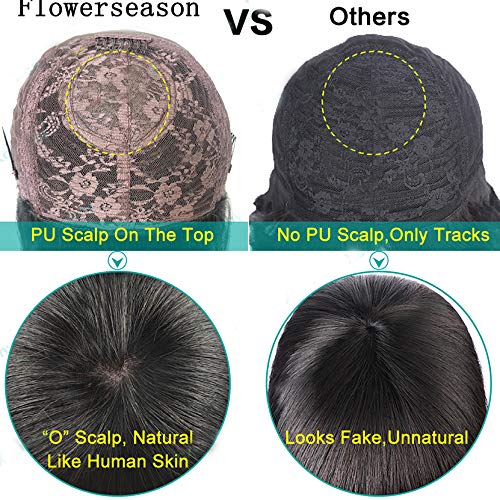 Flowerseason VS Others
PU Scalp On The Top
No PU Scalp,Only Tracks
“O” Scalp, Natural
Like Human Skin
Looks Fake,Unnatural